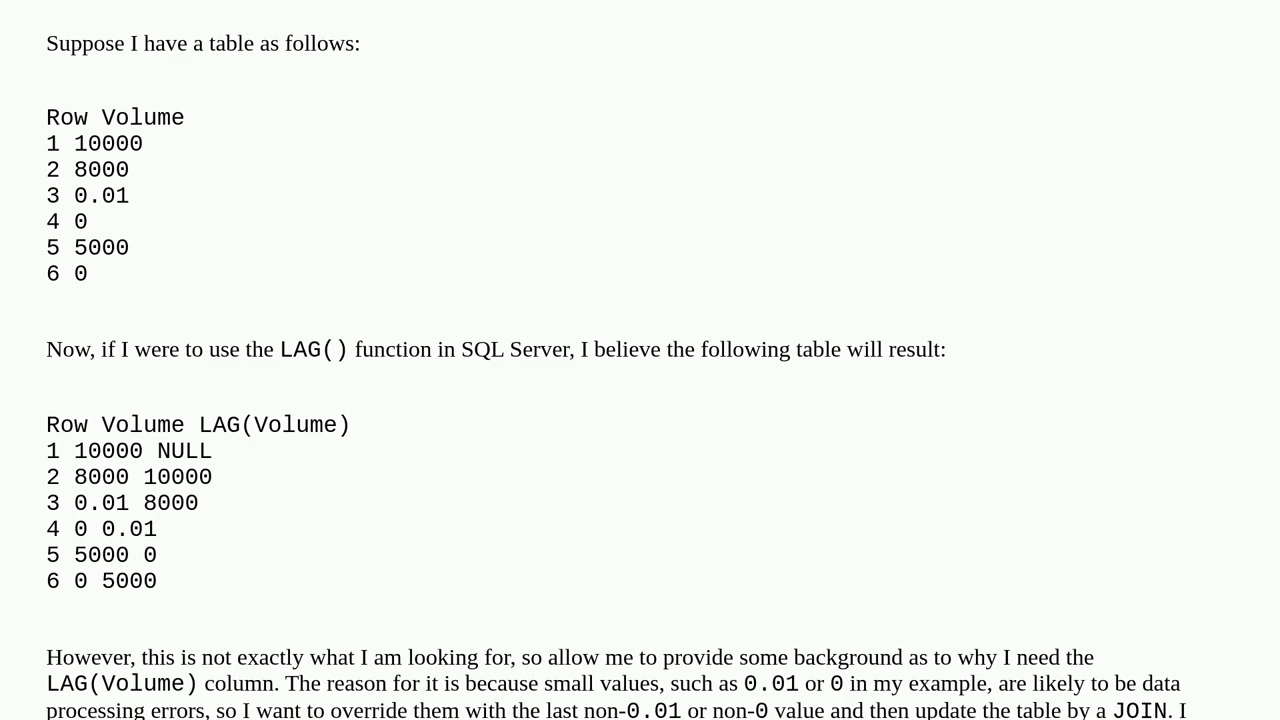 Suppose I have a table as follows:
Row Volume
1 10000
2 8000
3 0.01
4 0
5 5000
6 0
Now, if I were to use the LAG() function in SQL Server, I believe the following table will result:
Row Volume LAG(Volume)
1 10000 NULL
2 8000 10000
3 0.01 8000
4 0 0.01
5 5000 0
6 0 5000
However, this is not exactly what I am looking for, so allow me to provide some background as to why I need the
LAG(Volume) column. The reason for it is because small values, such as 0.01 or 0 in my example, are likely to be data
processing errors, so I want to override them with the last non-0.01 or non-0 value and then update the table by a JOIN. I